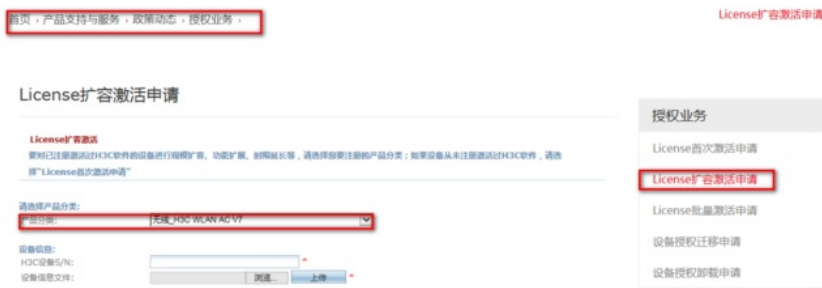 首页 › 产品支持与服务 › 政策动态 › 授权业务 ›
License扩容激活申请
License扩容激活申请
License扩容激活
要对已注册激活过H3C软件的设备进行规模扩容、功能扩展、时限延长等，请选择您要注册的产品分类；如果设备从未注册激活过H3C软件，请选
择"License首次激活申请"
请选择产品分类:
产品分类: 无线_H3C WLAN AC V7
设备信息:
H3C设备S/N: *
设备信息文件: 浏览... 上传 *
授权业务
License首次激活申请
License扩容激活申请
License批量激活申请
设备授权迁移申请
设备授权卸载申请